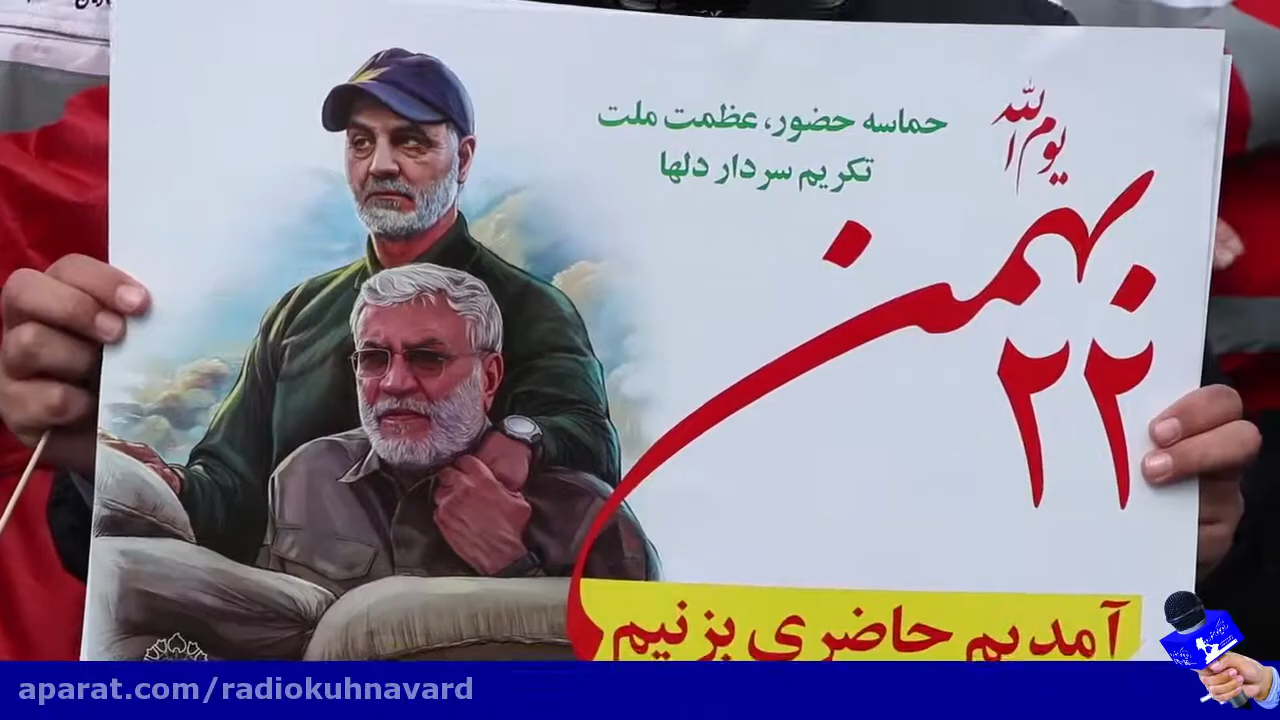 یوم الله
۲۲ بهمن
حماسه حضور، عظمت ملت
تکریم سردار دلها
آمدیم حاضری بزنیم
aparat.com/radiokuhnavard